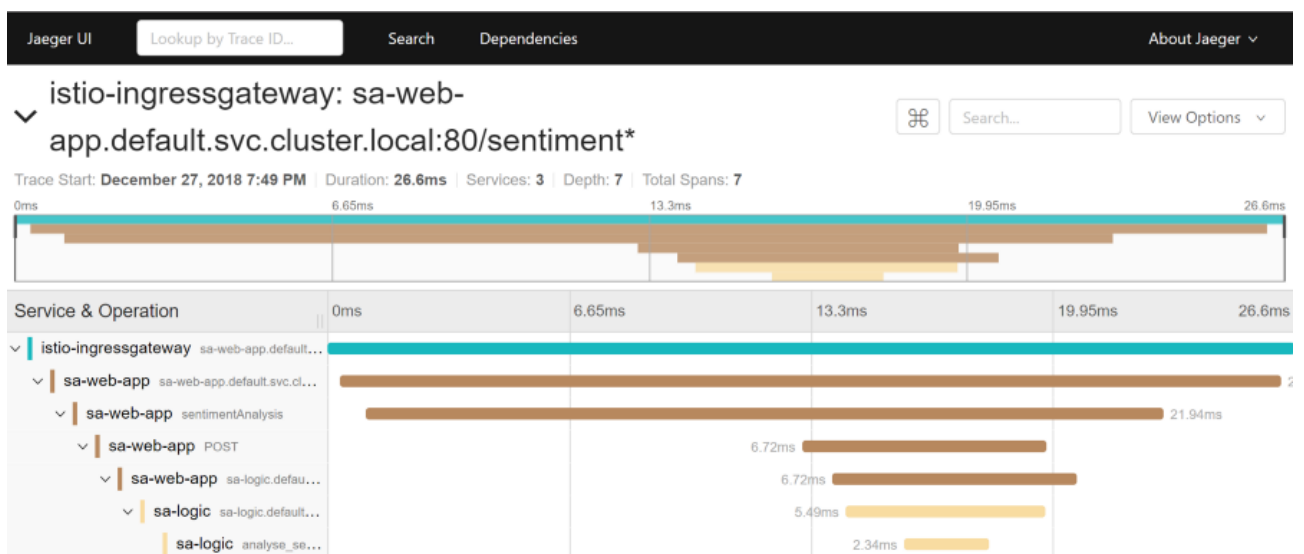 Jaeger UI Lookup by Trace ID... Search Dependencies About Jaeger
istio-ingressgateway: sa-web-
app.default.svc.cluster.local:80/sentiment*
⌘ Search... View Options
Trace Start: December 27, 2018 7:49 PM Duration: 26.6ms Services: 3 Depth: 7 Total Spans: 7
0ms 6.65ms 13.3ms 19.95ms 26.6ms
Service & Operation 0ms 6.65ms 13.3ms 19.95ms 26.6ms
istio-ingressgateway sa-web-app.default...
sa-web-app sa-web-app.default.svc.cl... 2
sa-web-app sentimentAnalysis 21.94ms
sa-web-app POST 6.72ms
sa-web-app sa-logic.defau... 6.72ms
sa-logic sa-logic.default... 5.49ms
sa-logic analyse_se... 2.34ms